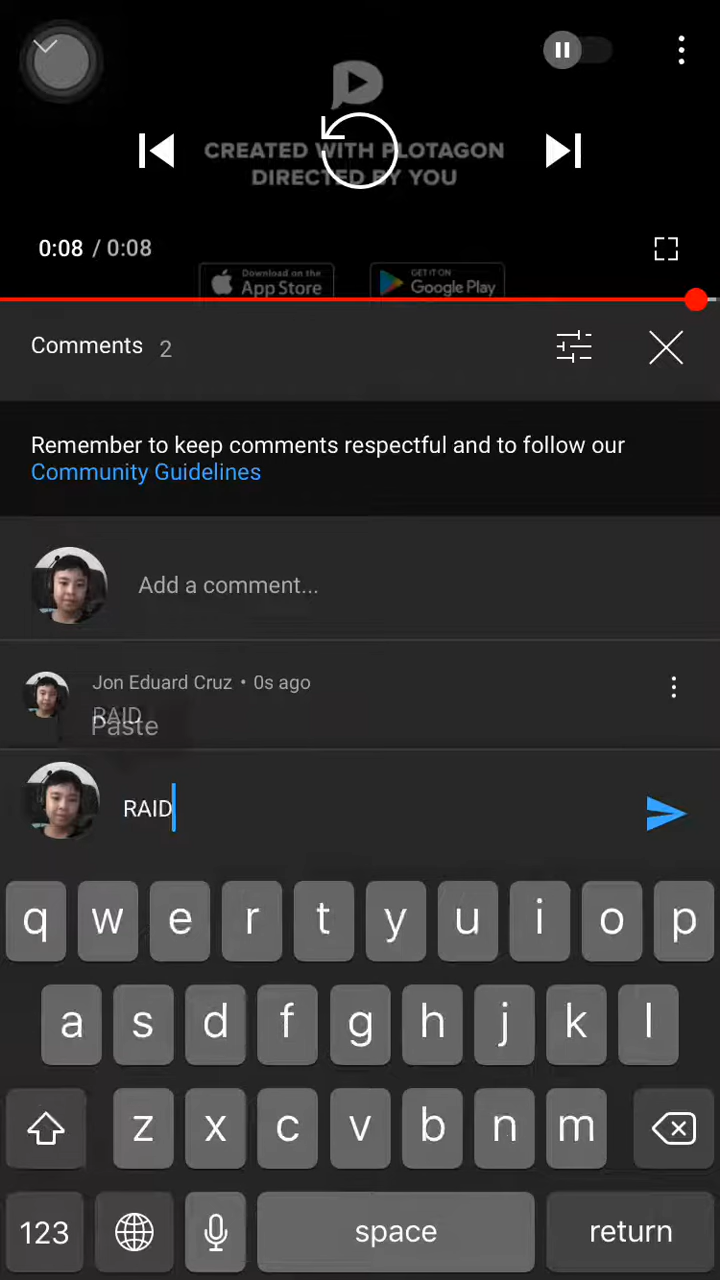 CREATED WITH PLOTAGON
DIRECTED BY YOU
0:08 / 0:08
Download on the
App Store
GET IT ON
Google Play
Comments 2
Remember to keep comments respectful and to follow our
Community Guidelines
Add a comment...
Jon Eduard Cruz • 0s ago
RAID
Paste
RAID
q w e r t y u i o p
a s d f g h j k l
z x c v b n m
123 space return